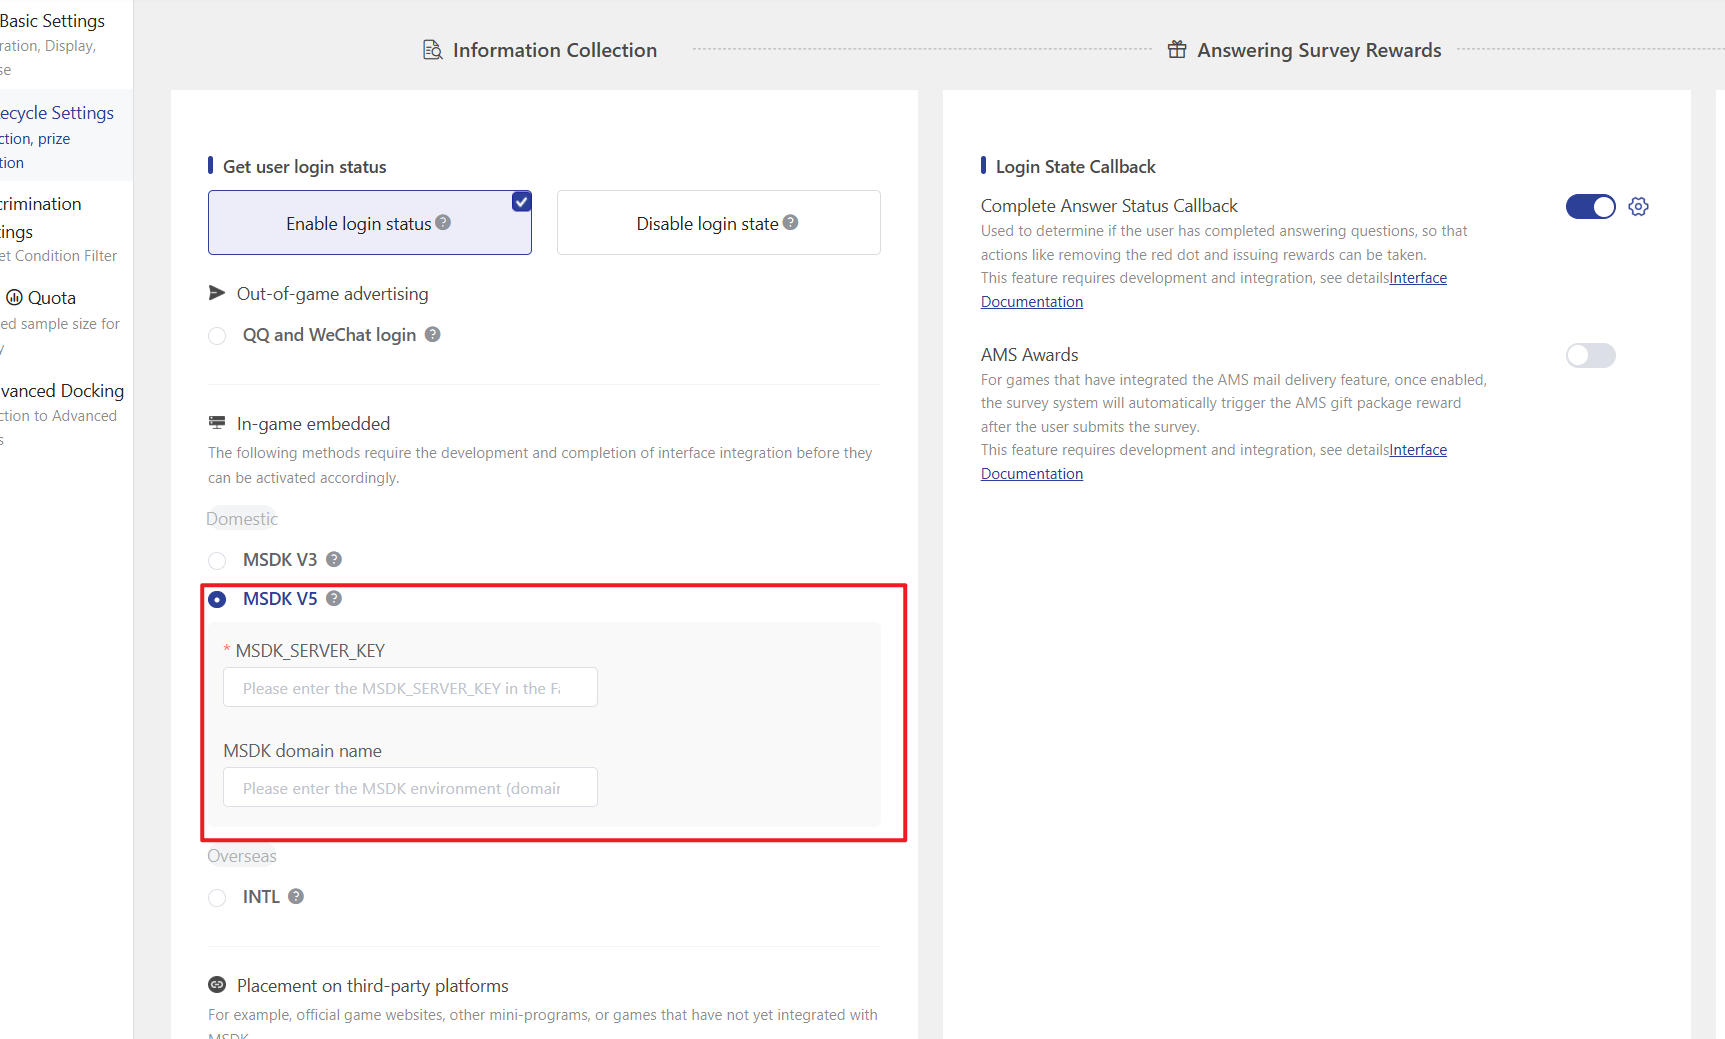 Basic Settings
ration, Display,
se
ecycle Settings
ction, prize
tion
crimination
tings
et Condition Filter
Quota
ed sample size for
y
vanced Docking
ction to Advanced
s
Information Collection
Answering Survey Rewards
Get user login status
Enable login status
Disable login state
Out-of-game advertising
QQ and WeChat login
In-game embedded
The following methods require the development and completion of interface integration before they
can be activated accordingly.
Domestic
MSDK V3
MSDK V5
* MSDK_SERVER_KEY
Please enter the MSDK_SERVER_KEY in the Fa
MSDK domain name
Please enter the MSDK environment (domain
Overseas
INTL
Placement on third-party platforms
For example, official game websites, other mini-programs, or games that have not yet integrated with
MSDK
Login State Callback
Complete Answer Status Callback
Used to determine if the user has completed answering questions, so that
actions like removing the red dot and issuing rewards can be taken.
This feature requires development and integration, see detailsInterface
Documentation
AMS Awards
For games that have integrated the AMS mail delivery feature, once enabled,
the survey system will automatically trigger the AMS gift package reward
after the user submits the survey.
This feature requires development and integration, see detailsInterface
Documentation